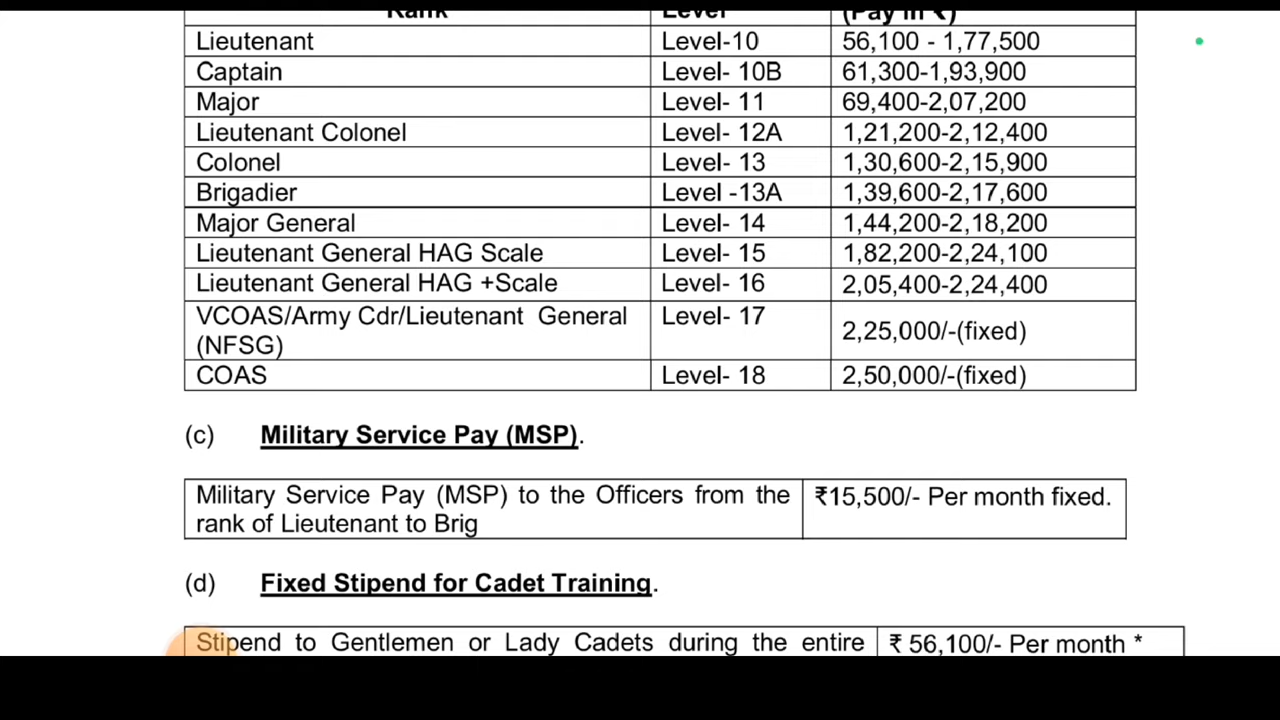 Rank Level (Pay in ₹)
Lieutenant Level-10 56,100 - 1,77,500
Captain Level- 10B 61,300-1,93,900
Major Level- 11 69,400-2,07,200
Lieutenant Colonel Level- 12A 1,21,200-2,12,400
Colonel Level- 13 1,30,600-2,15,900
Brigadier Level -13A 1,39,600-2,17,600
Major General Level- 14 1,44,200-2,18,200
Lieutenant General HAG Scale Level- 15 1,82,200-2,24,100
Lieutenant General HAG +Scale Level- 16 2,05,400-2,24,400
VCOAS/Army Cdr/Lieutenant General Level- 17 2,25,000/-(fixed)
(NFSG)
COAS Level- 18 2,50,000/-(fixed)
(c) Military Service Pay (MSP).
Military Service Pay (MSP) to the Officers from the ₹15,500/- Per month fixed.
rank of Lieutenant to Brig
(d) Fixed Stipend for Cadet Training.
Stipend to Gentlemen or Lady Cadets during the entire ₹ 56,100/- Per month *